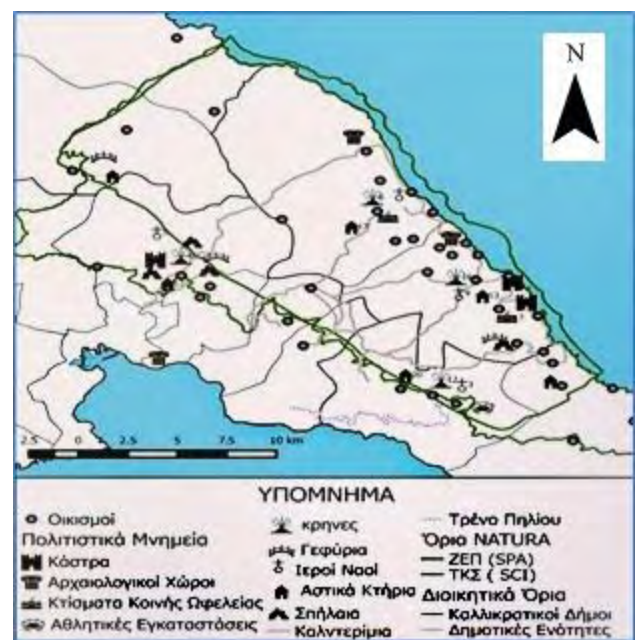 N
2.5 0 2.5 5 7.5 10 km
ΥΠΟΜΝΗΜΑ
Οικισμοί
Πολιτιστικά Μνημεία
Κάστρα
Αρχαιολογικοί Χώροι
Κτίσματα Κοινής Ωφελείας
Αθλητικές Εγκαταστάσεις
κρηνες
Γεφύρια
Ιεροί Ναοί
Αστικά Κτήρια
Σπήλαια
Καλντερίμια
Τρένο Πηλίου
Όρια NATURA
ΖΕΠ (SPA)
ΤΚΣ ( SCI)
Διοικητικά Όρια
Καλλικρατικοί Δήμοι
Δημοτικές Ενότητες